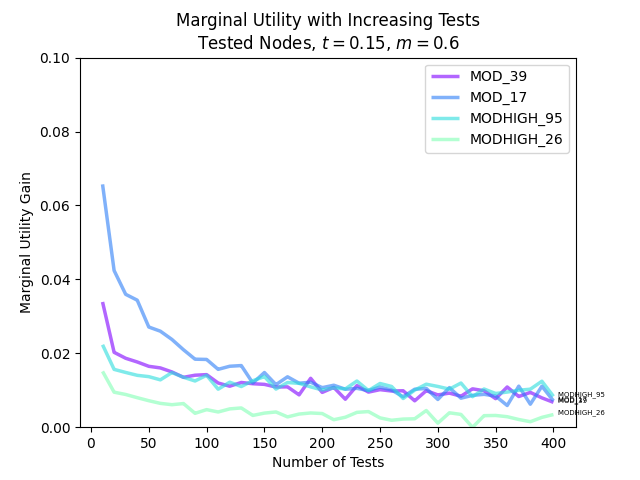 Marginal Utility with Increasing Tests
Tested Nodes, t = 0.15, m = 0.6
MOD_39
MOD_17
MODHIGH_95
MODHIGH_26
Marginal Utility Gain
0.10
0.08
0.06
0.04
0.02
0.00
MODHIGH_95
MODHIGH_26
0 50 100 150 200 250 300 350 400
Number of Tests